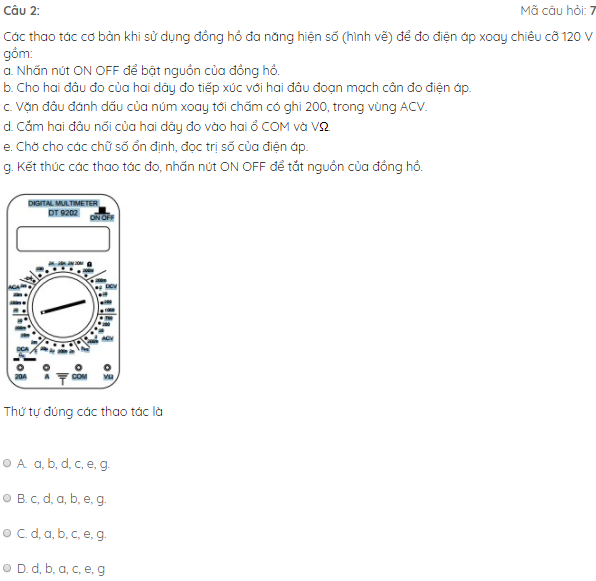 Câu 2:
Mã câu hỏi: 7
Các thao tác cơ bản khi sử dụng đồng hồ đa năng hiện số (hình vẽ) để đo điện áp xoay chiều cỡ 120 V
gồm:
a. Nhấn nút ON OFF để bật nguồn của đồng hồ.
b. Cho hai đầu đo của hai dây đo tiếp xúc với hai đầu đoạn mạch cần đo điện áp.
c. Vặn đầu đánh dấu của núm xoay tới chấm có ghi 200, trong vùng ACV.
d. Cắm hai đầu nối của hai dây đo vào hai ổ COM và VΩ.
e. Chờ cho các chữ số ổn định, đọc trị số của điện áp.
g. Kết thúc các thao tác đo, nhấn nút ON OFF để tắt nguồn của đồng hồ.
DIGITAL MULTIMETER
DT 9202
ON OFF
Ω
ACA
DCV
ACV
DCA
20A
A
COM
VΩ
Thứ tự đúng các thao tác là
A. a, b, d, c, e, g.
B. c, d, a, b, e, g.
C. d, a, b, c, e, g.
D. d, b, a, c, e, g